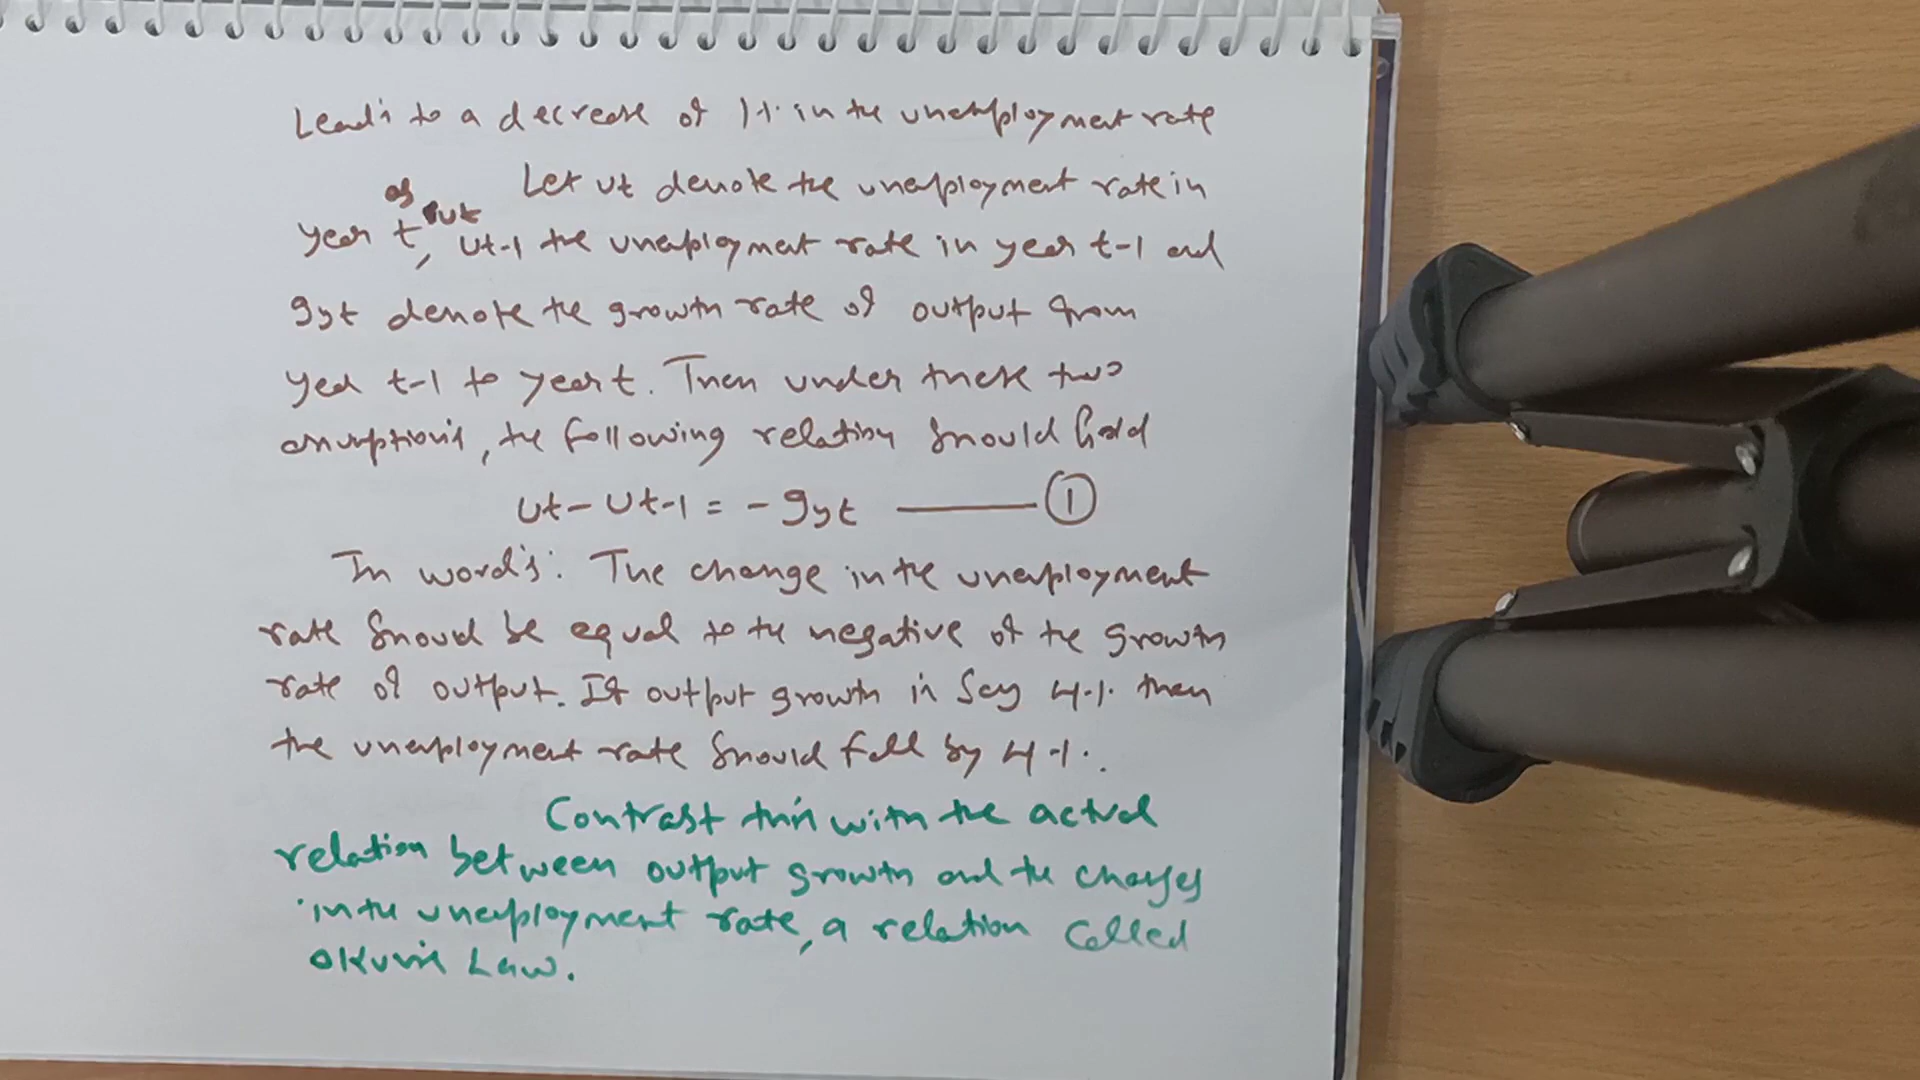 Leads to a decrease of 1% in the unemployment rate
Let ut denote the unemployment rate in
as
year t, ut-1 the unemployment rate in year t-1 and
gyt denote the growth rate of output from
year t-1 to year t. Then under these two
assumptions, the following relation should hold
ut - ut-1 = - gyt ——— ①
In words: The change in the unemployment
rate should be equal to the negative of the growth
rate of output. If output growth is say 4% then
the unemployment rate should fall by 4%.
Contrast this with the actual
relation between output growth and the changes
in the unemployment rate, a relation called
Okun's Law.